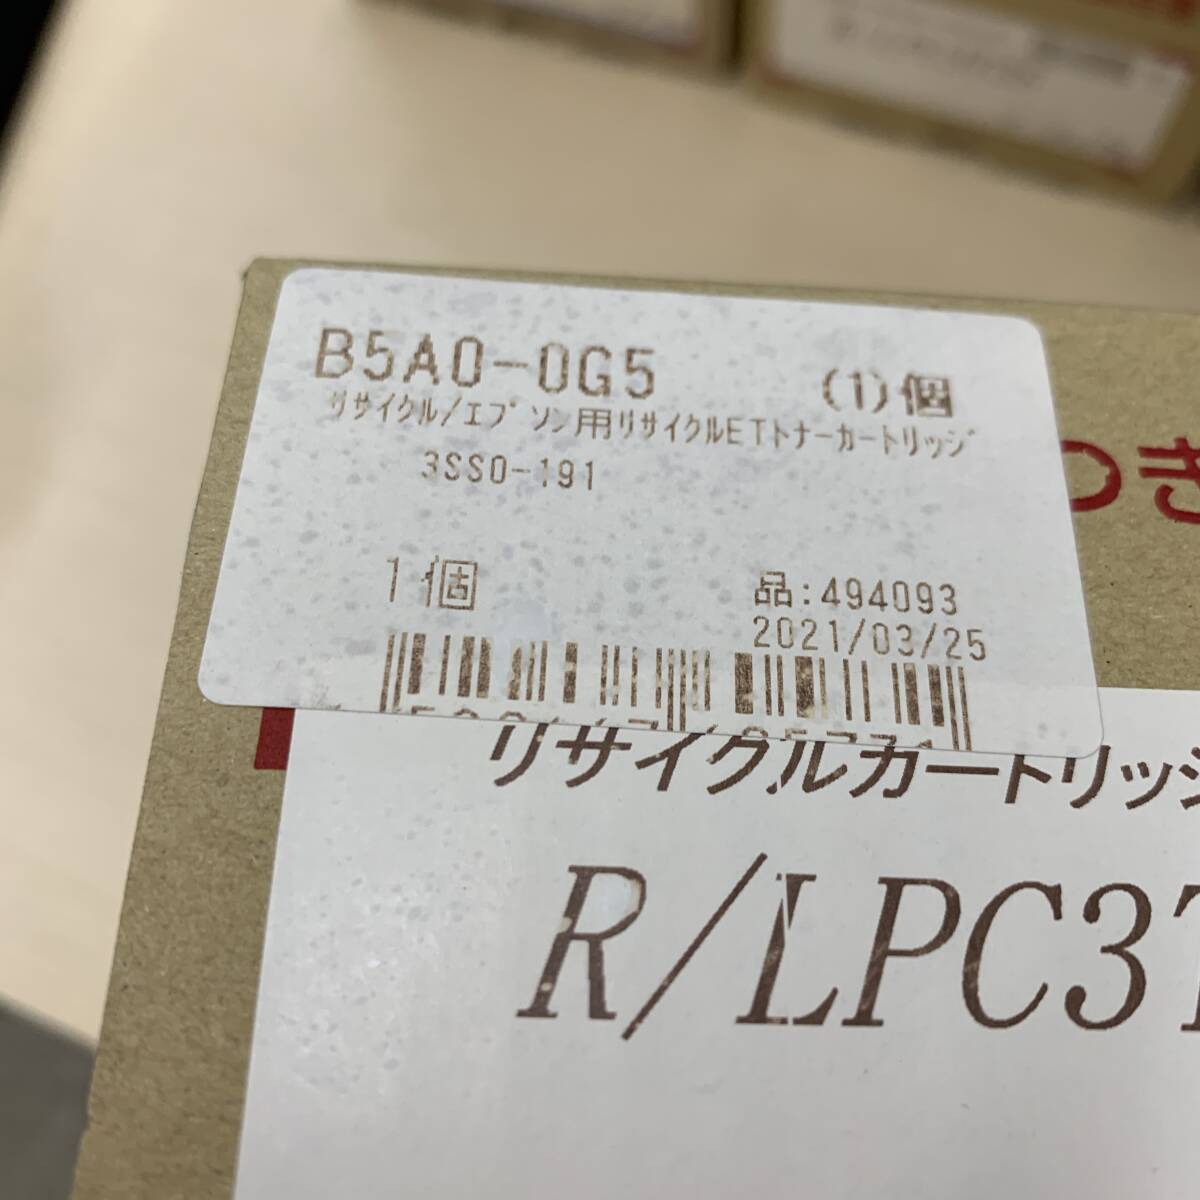 B5A0-0G5 (1)個
リサイクル/エプソン用リサイクルETトナーカートリッジ
3SS0-191
1個 品:494093
2021/03/25
つき
リサイクルカートリッジ
R/LPC3T